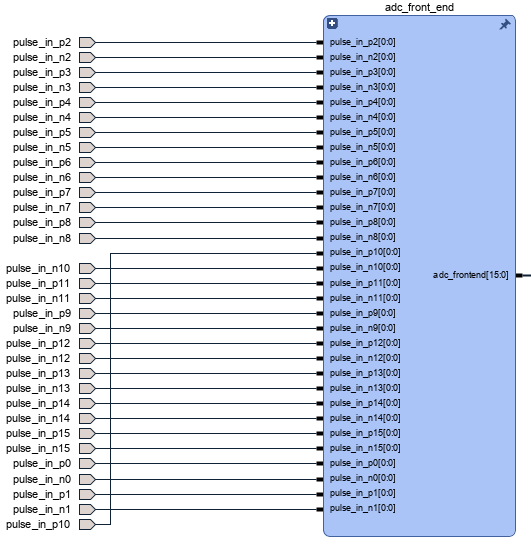 adc_front_end
pulse_in_p2 pulse_in_p2[0:0]
pulse_in_n2 pulse_in_n2[0:0]
pulse_in_p3 pulse_in_p3[0:0]
pulse_in_n3 pulse_in_n3[0:0]
pulse_in_p4 pulse_in_p4[0:0]
pulse_in_n4 pulse_in_n4[0:0]
pulse_in_p5 pulse_in_p5[0:0]
pulse_in_n5 pulse_in_n5[0:0]
pulse_in_p6 pulse_in_p6[0:0]
pulse_in_n6 pulse_in_n6[0:0]
pulse_in_p7 pulse_in_p7[0:0]
pulse_in_n7 pulse_in_n7[0:0]
pulse_in_p8 pulse_in_p8[0:0]
pulse_in_n8 pulse_in_n8[0:0]
pulse_in_p10[0:0]
pulse_in_n10 pulse_in_n10[0:0]
adc_frontend[15:0]
pulse_in_p11 pulse_in_p11[0:0]
pulse_in_n11 pulse_in_n11[0:0]
pulse_in_p9 pulse_in_p9[0:0]
pulse_in_n9 pulse_in_n9[0:0]
pulse_in_p12 pulse_in_p12[0:0]
pulse_in_n12 pulse_in_n12[0:0]
pulse_in_p13 pulse_in_p13[0:0]
pulse_in_n13 pulse_in_n13[0:0]
pulse_in_p14 pulse_in_p14[0:0]
pulse_in_n14 pulse_in_n14[0:0]
pulse_in_p15 pulse_in_p15[0:0]
pulse_in_n15 pulse_in_n15[0:0]
pulse_in_p0 pulse_in_p0[0:0]
pulse_in_n0 pulse_in_n0[0:0]
pulse_in_p1 pulse_in_p1[0:0]
pulse_in_n1 pulse_in_n1[0:0]
pulse_in_p10